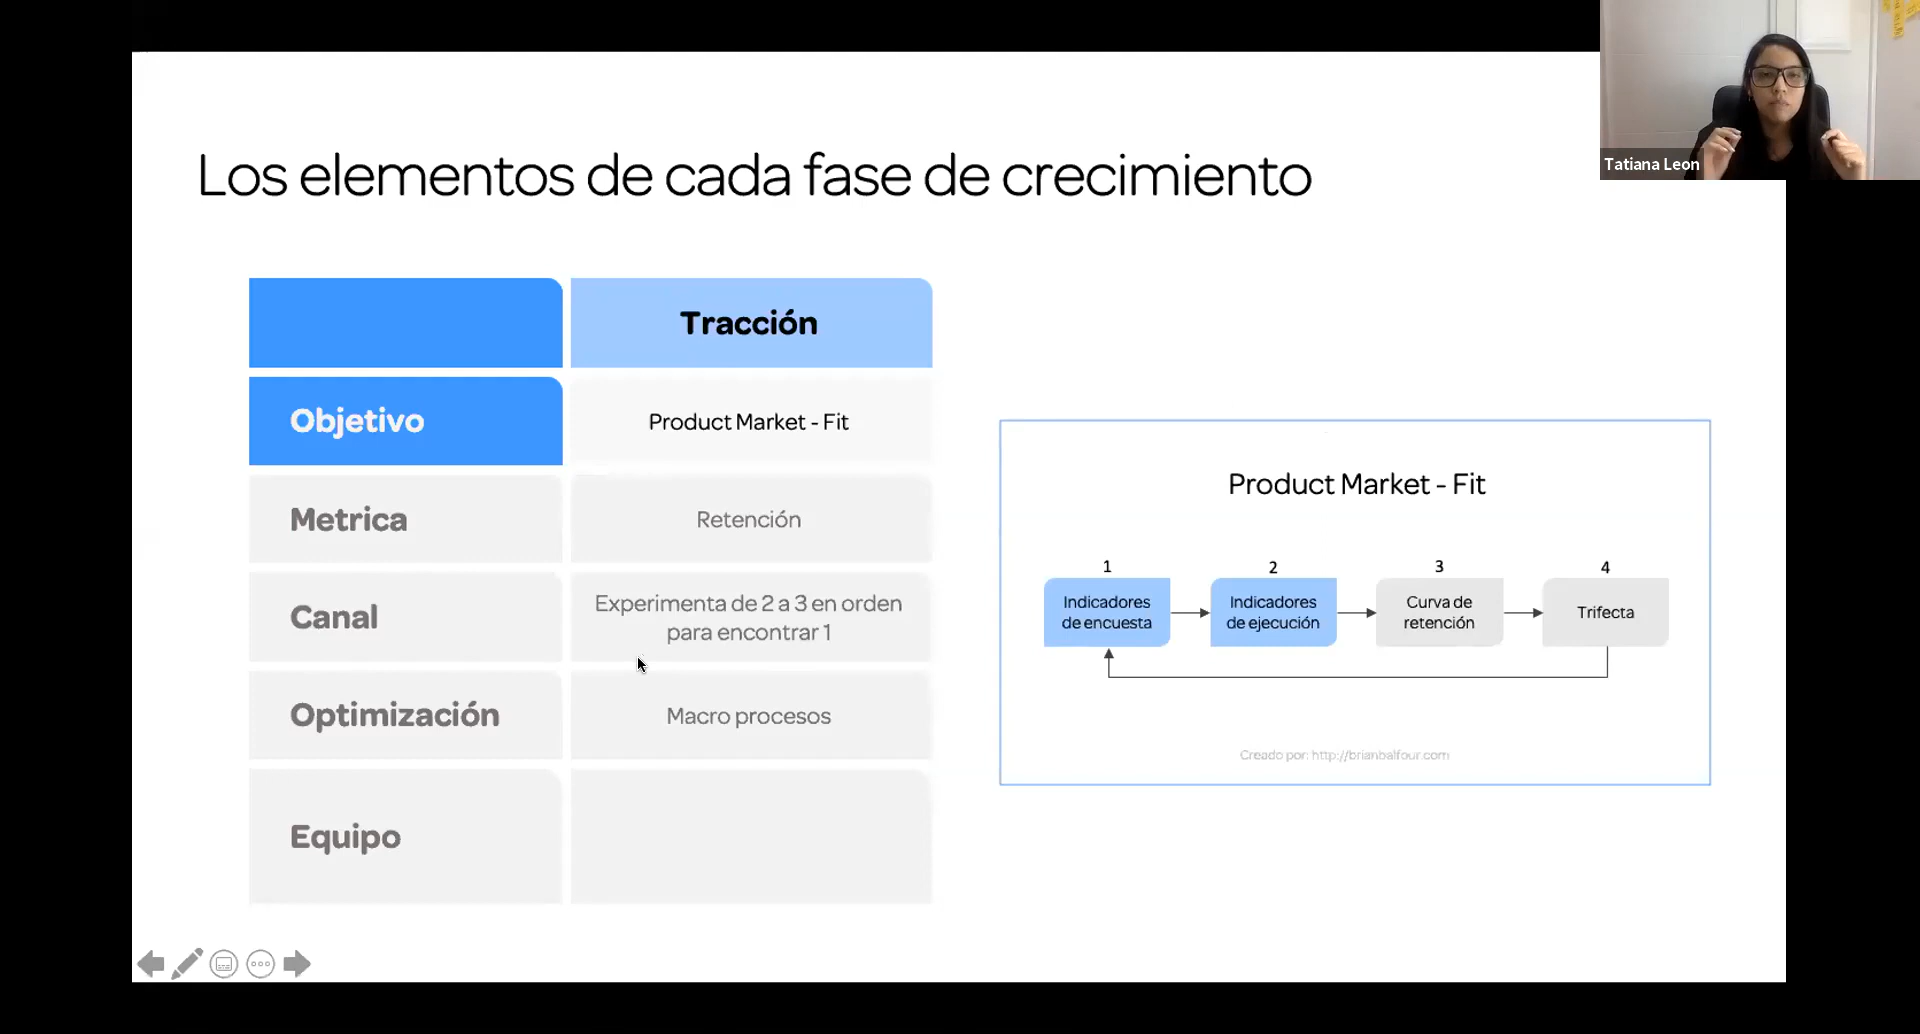 Tatiana Leon
Los elementos de cada fase de crecimiento
Tracción
Objetivo
Product Market - Fit
Metrica
Retención
Canal
Experimenta de 2 a 3 en orden
para encontrar 1
Optimización
Macro procesos
Equipo
Product Market - Fit
1
Indicadores
de encuesta
2
Indicadores
de ejecución
3
Curva de
retención
4
Trifecta
Creado por: http://brianbalfour.com